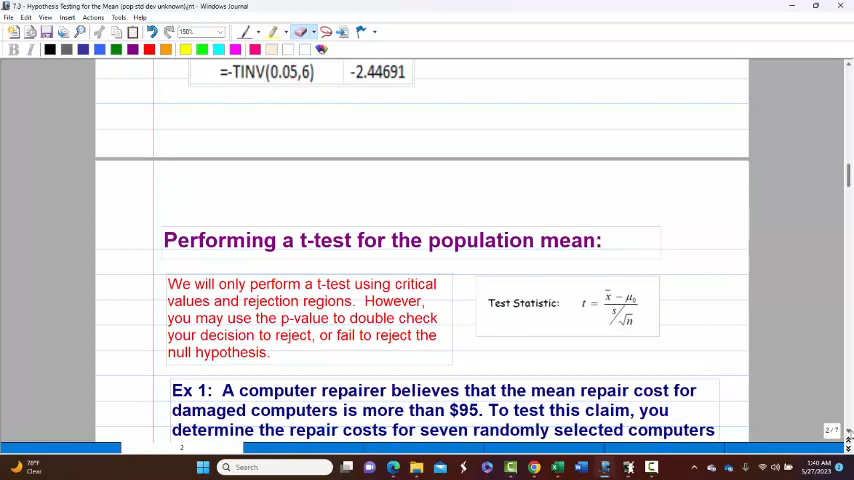 7.3 - Hypothesis Testing for the Mean (pop std dev unknown).jnt - Windows Journal
File Edit View Insert Actions Tools Help
150%
B I
=-TINV(0.05,6) -2.44691
Performing a t-test for the population mean:
We will only perform a t-test using critical
values and rejection regions. However,
you may use the p-value to double check
your decision to reject, or fail to reject the
null hypothesis.
Test Statistic: t = x̄ − μ₀ / s/√n
Ex 1: A computer repairer believes that the mean repair cost for
damaged computers is more than $95. To test this claim, you
determine the repair costs for seven randomly selected computers
2 / 7
2
78°F
Clear
Search
1:40 AM
5/27/2023